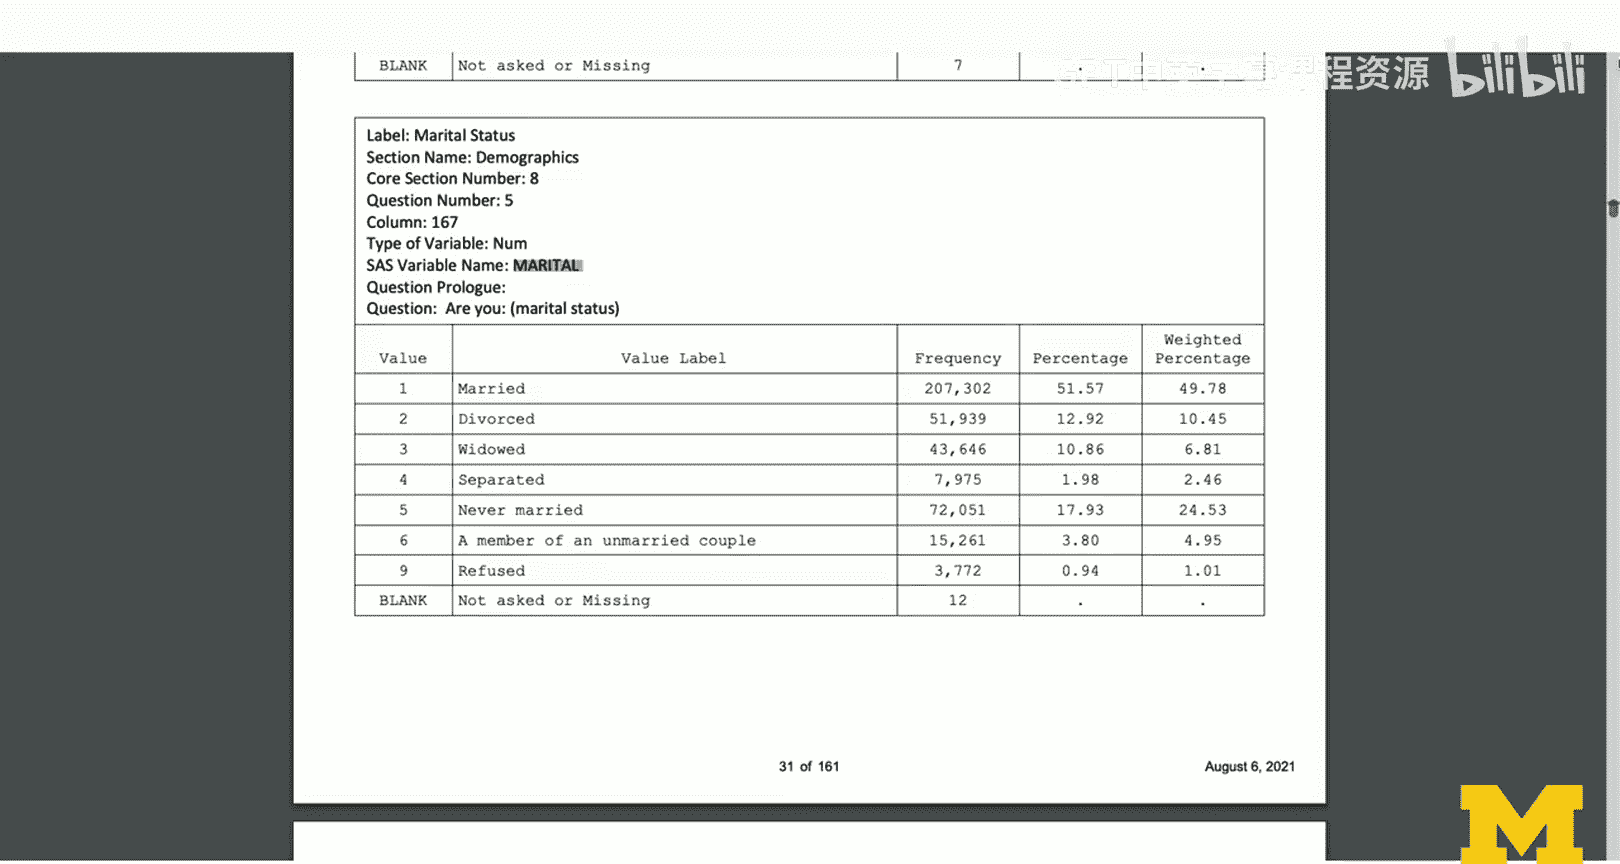 BLANK Not asked or Missing 7 . .
程资源 bilibili
Label: Marital Status
Section Name: Demographics
Core Section Number: 8
Question Number: 5
Column: 167
Type of Variable: Num
SAS Variable Name: MARITAL
Question Prologue:
Question: Are you: (marital status)
Value Value Label Frequency Percentage Weighted Percentage
1 Married 207,302 51.57 49.78
2 Divorced 51,939 12.92 10.45
3 Widowed 43,646 10.86 6.81
4 Separated 7,975 1.98 2.46
5 Never married 72,051 17.93 24.53
6 A member of an unmarried couple 15,261 3.80 4.95
9 Refused 3,772 0.94 1.01
BLANK Not asked or Missing 12 . .
31 of 161 August 6, 2021
M